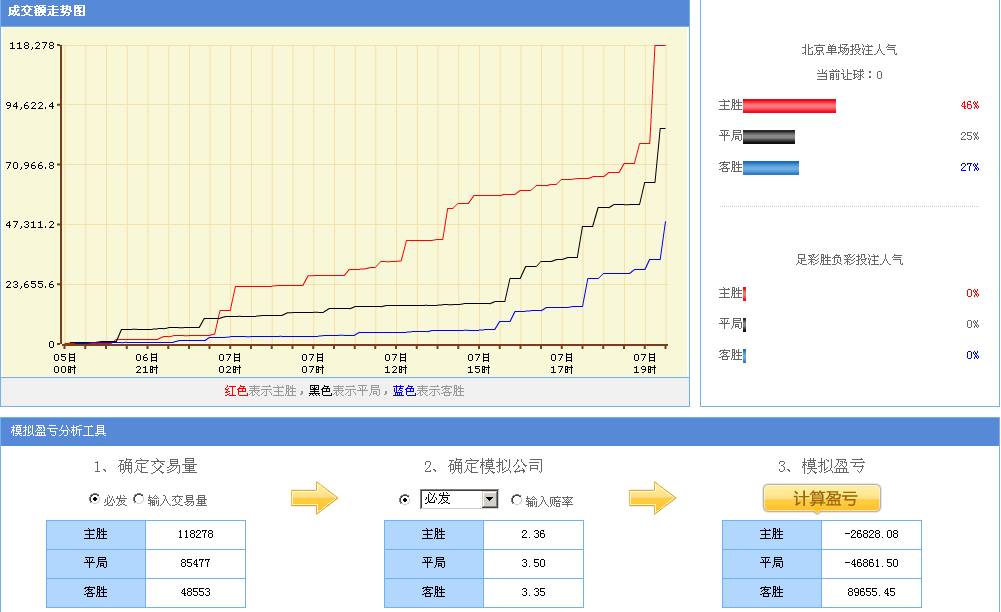 成交额走势图
118,278
94,622.4
70,966.8
47,311.2
23,655.6
0
05日 06日 07日 07日 07日 07日 07日 07日
00时 21时 02时 07时 12时 15时 17时 19时
红色表示主胜，黑色表示平局，蓝色表示客胜
北京单场投注人气
当前让球：0
主胜 46%
平局 25%
客胜 27%
足彩胜负彩投注人气
主胜 0%
平局 0%
客胜 0%
模拟盈亏分析工具
1、确定交易量
必发 输入交易量
主胜 118278
平局 85477
客胜 48553
2、确定模拟公司
必发 输入赔率
主胜 2.36
平局 3.50
客胜 3.35
3、模拟盈亏
计算盈亏
主胜 -26828.08
平局 -46861.50
客胜 89655.45